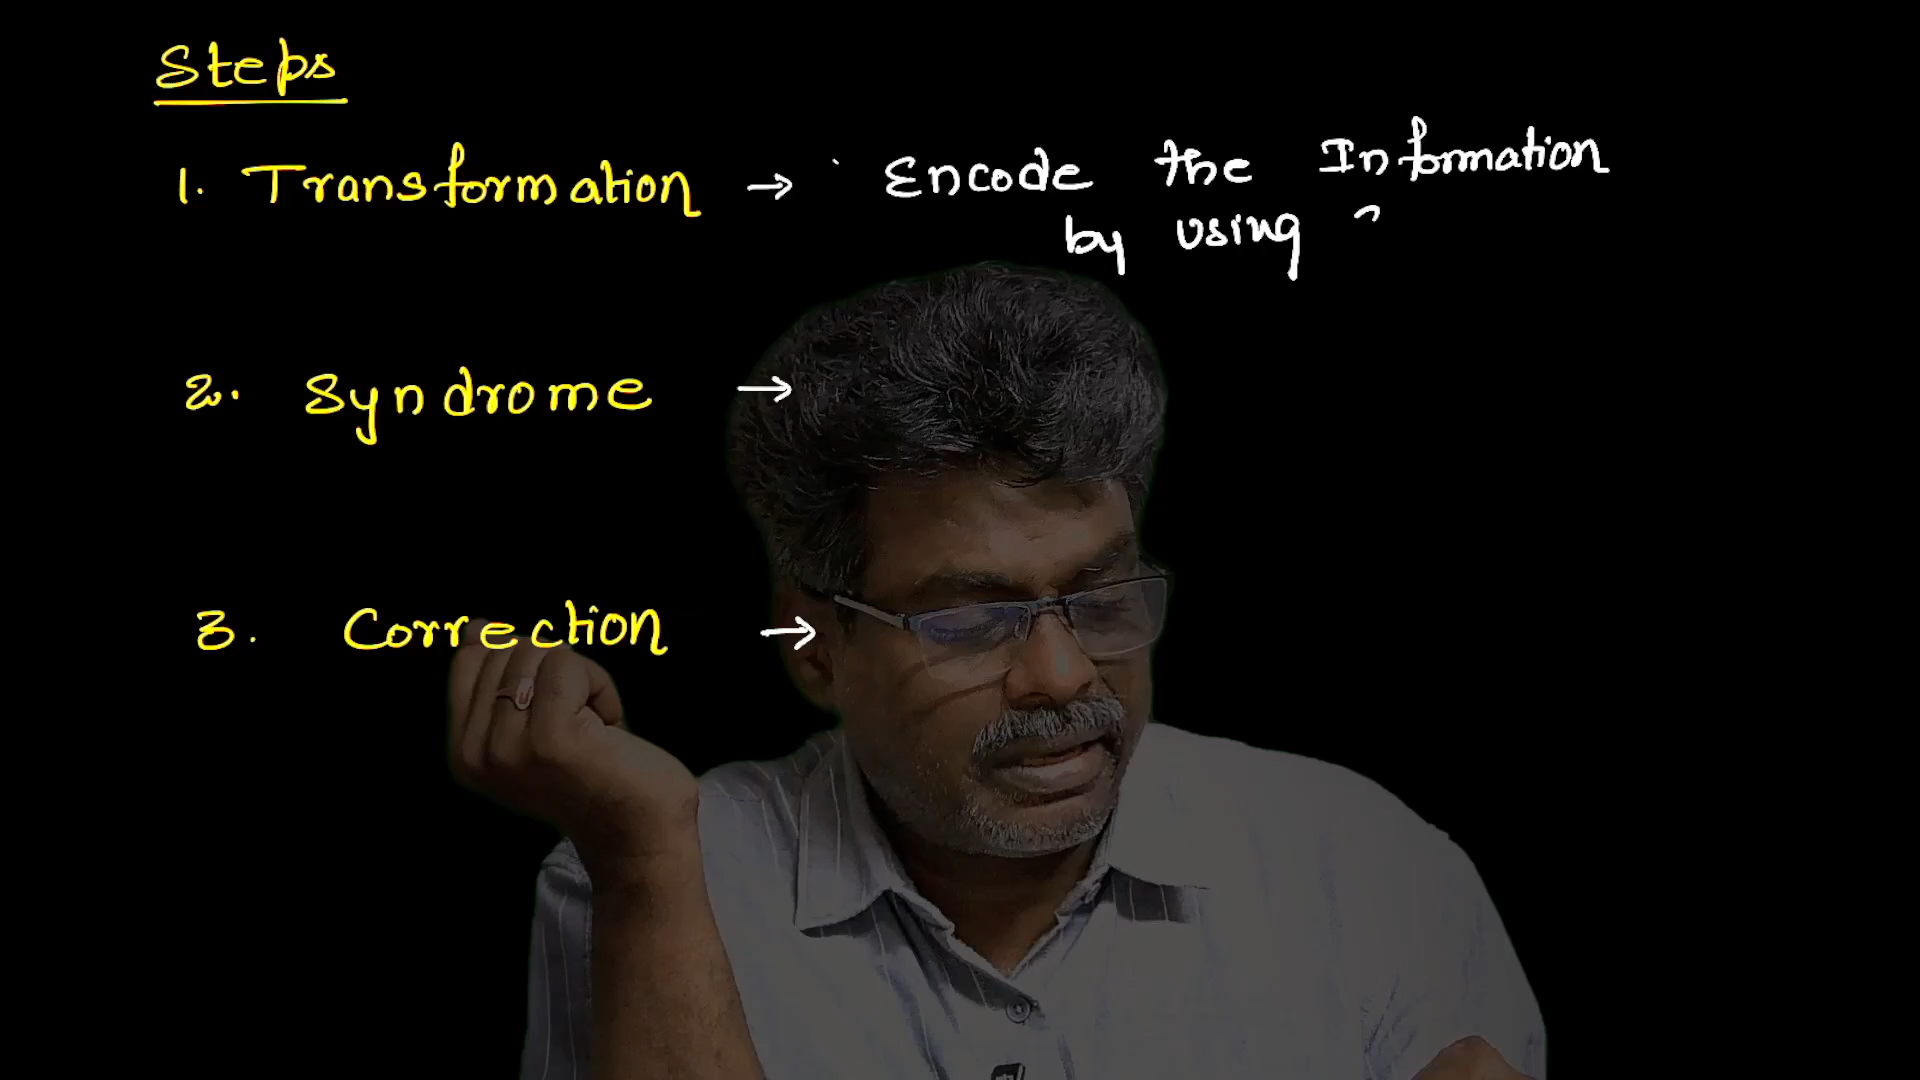 Steps
1. Transformation → Encode the Information
by using
2. Syndrome →
3. Correction →